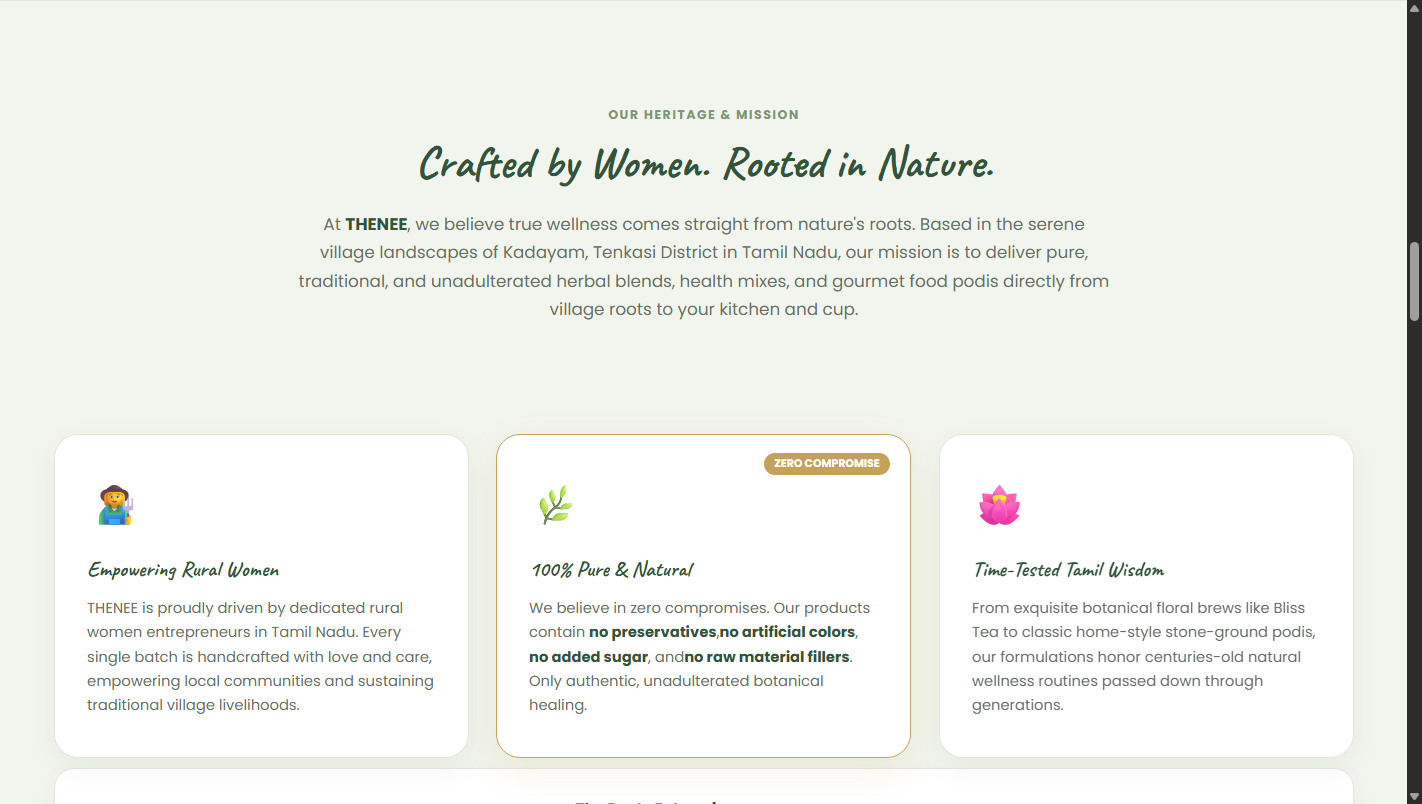 OUR HERITAGE & MISSION
Crafted by Women. Rooted in Nature.
At THENEE, we believe true wellness comes straight from nature's roots. Based in the serene
village landscapes of Kadayam, Tenkasi District in Tamil Nadu, our mission is to deliver pure,
traditional, and unadulterated herbal blends, health mixes, and gourmet food podis directly from
village roots to your kitchen and cup.
Empowering Rural Women
THENEE is proudly driven by dedicated rural
women entrepreneurs in Tamil Nadu. Every
single batch is handcrafted with love and care,
empowering local communities and sustaining
traditional village livelihoods.
ZERO COMPROMISE
100% Pure & Natural
We believe in zero compromises. Our products
contain no preservatives,no artificial colors,
no added sugar, andno raw material fillers.
Only authentic, unadulterated botanical
healing.
Time-Tested Tamil Wisdom
From exquisite botanical floral brews like Bliss
Tea to classic home-style stone-ground podis,
our formulations honor centuries-old natural
wellness routines passed down through
generations.